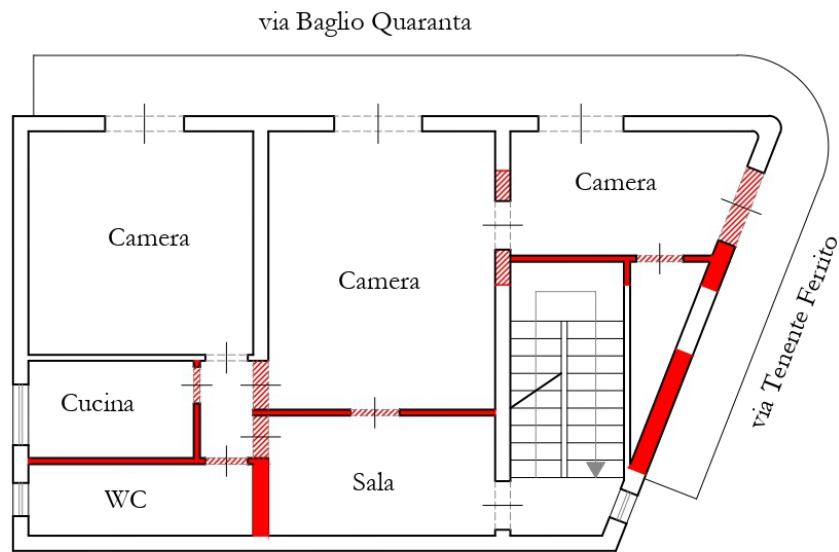 via Baglio Quaranta
Camera
Camera
Camera
via Tenente Ferrito
Cucina
WC
Sala